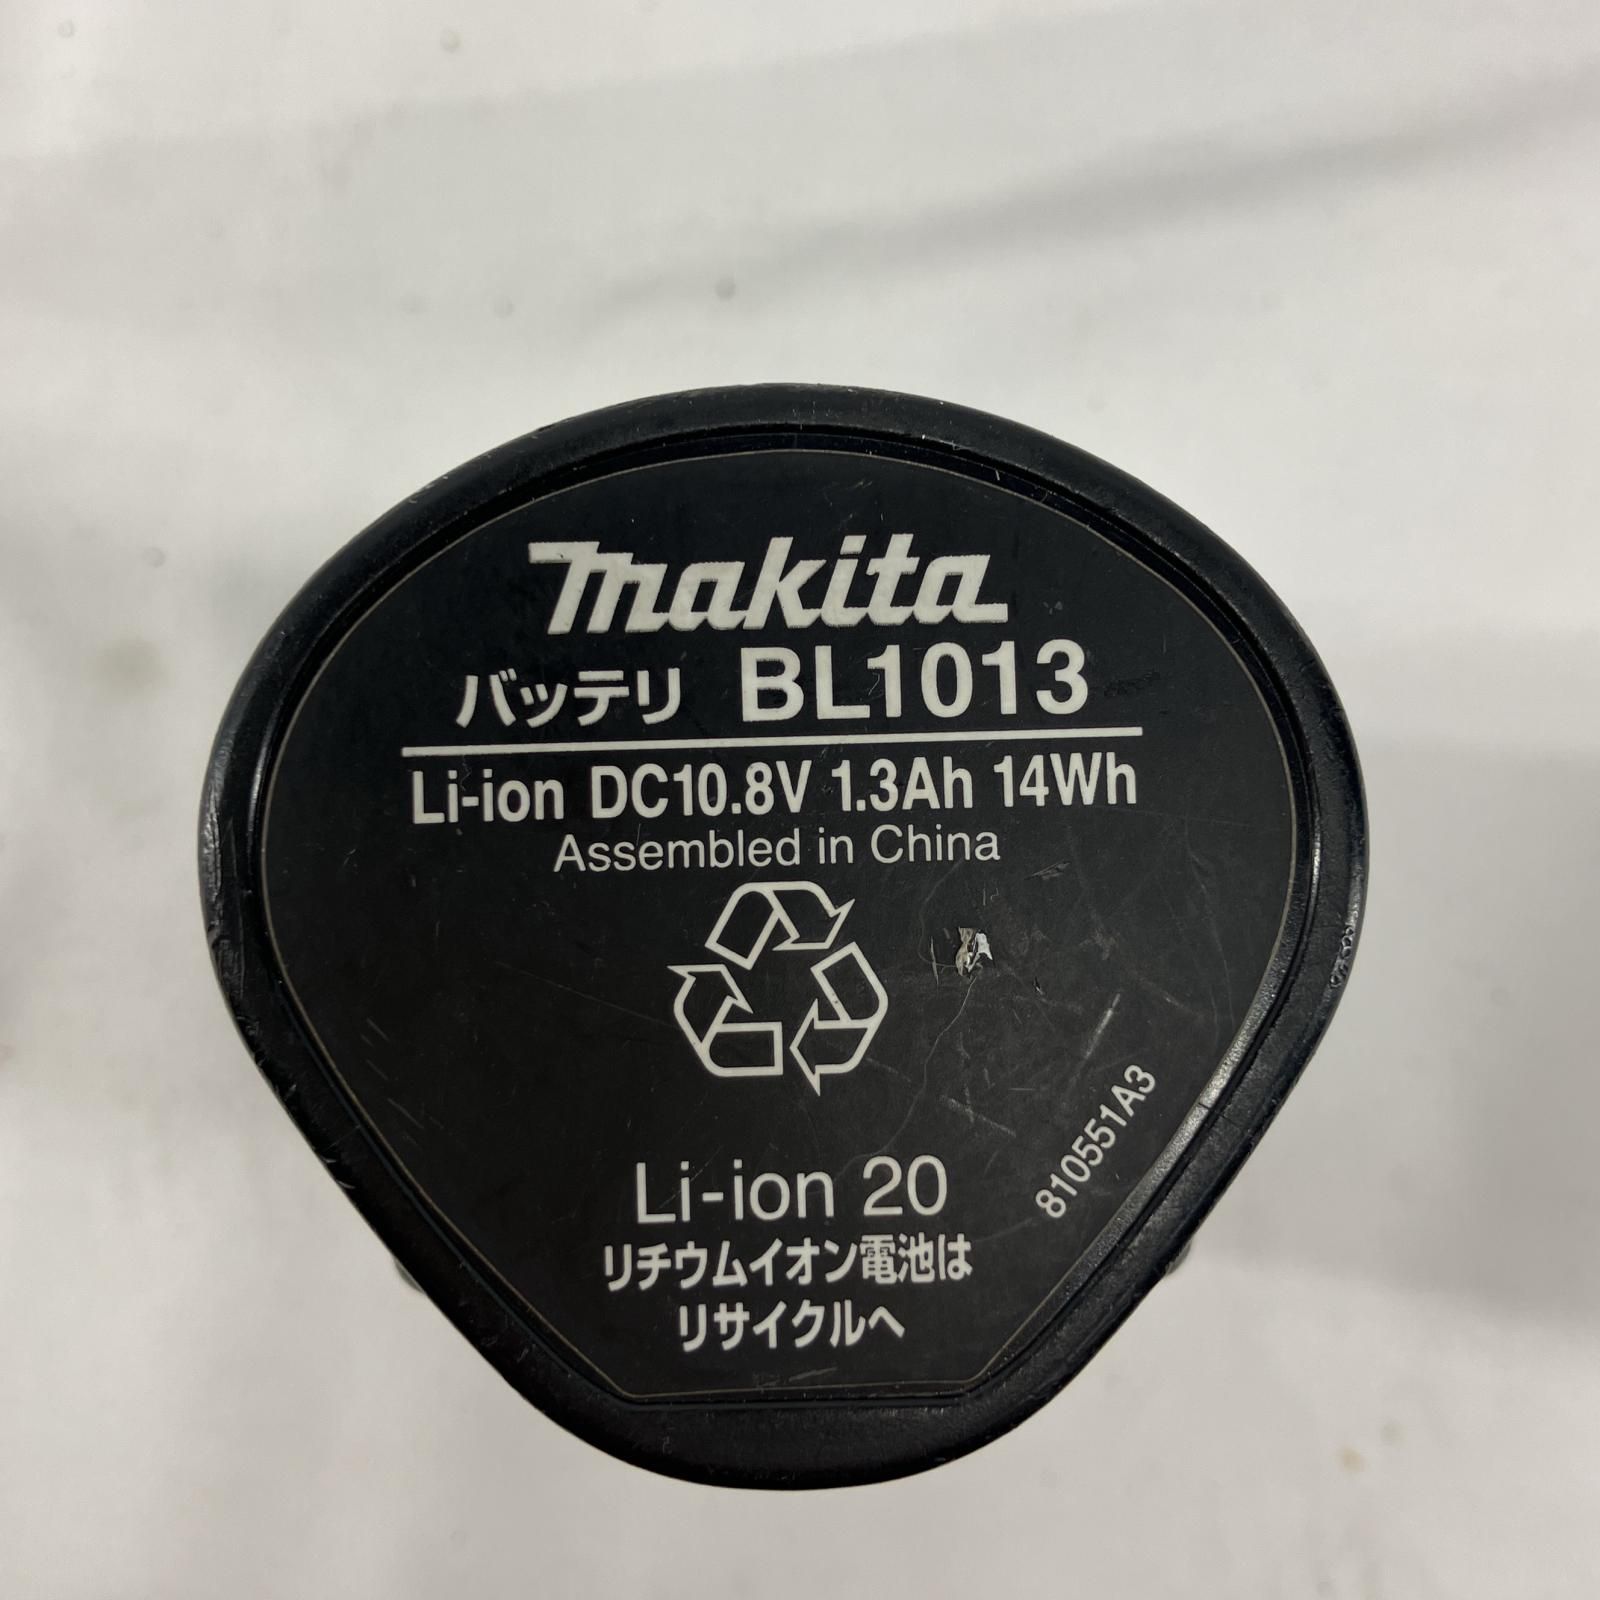 makita
バッテリ BL1013
Li-ion DC10.8V 1.3Ah 14Wh
Assembled in China
810551A3
Li-ion 20
リチウムイオン電池は
リサイクルへ